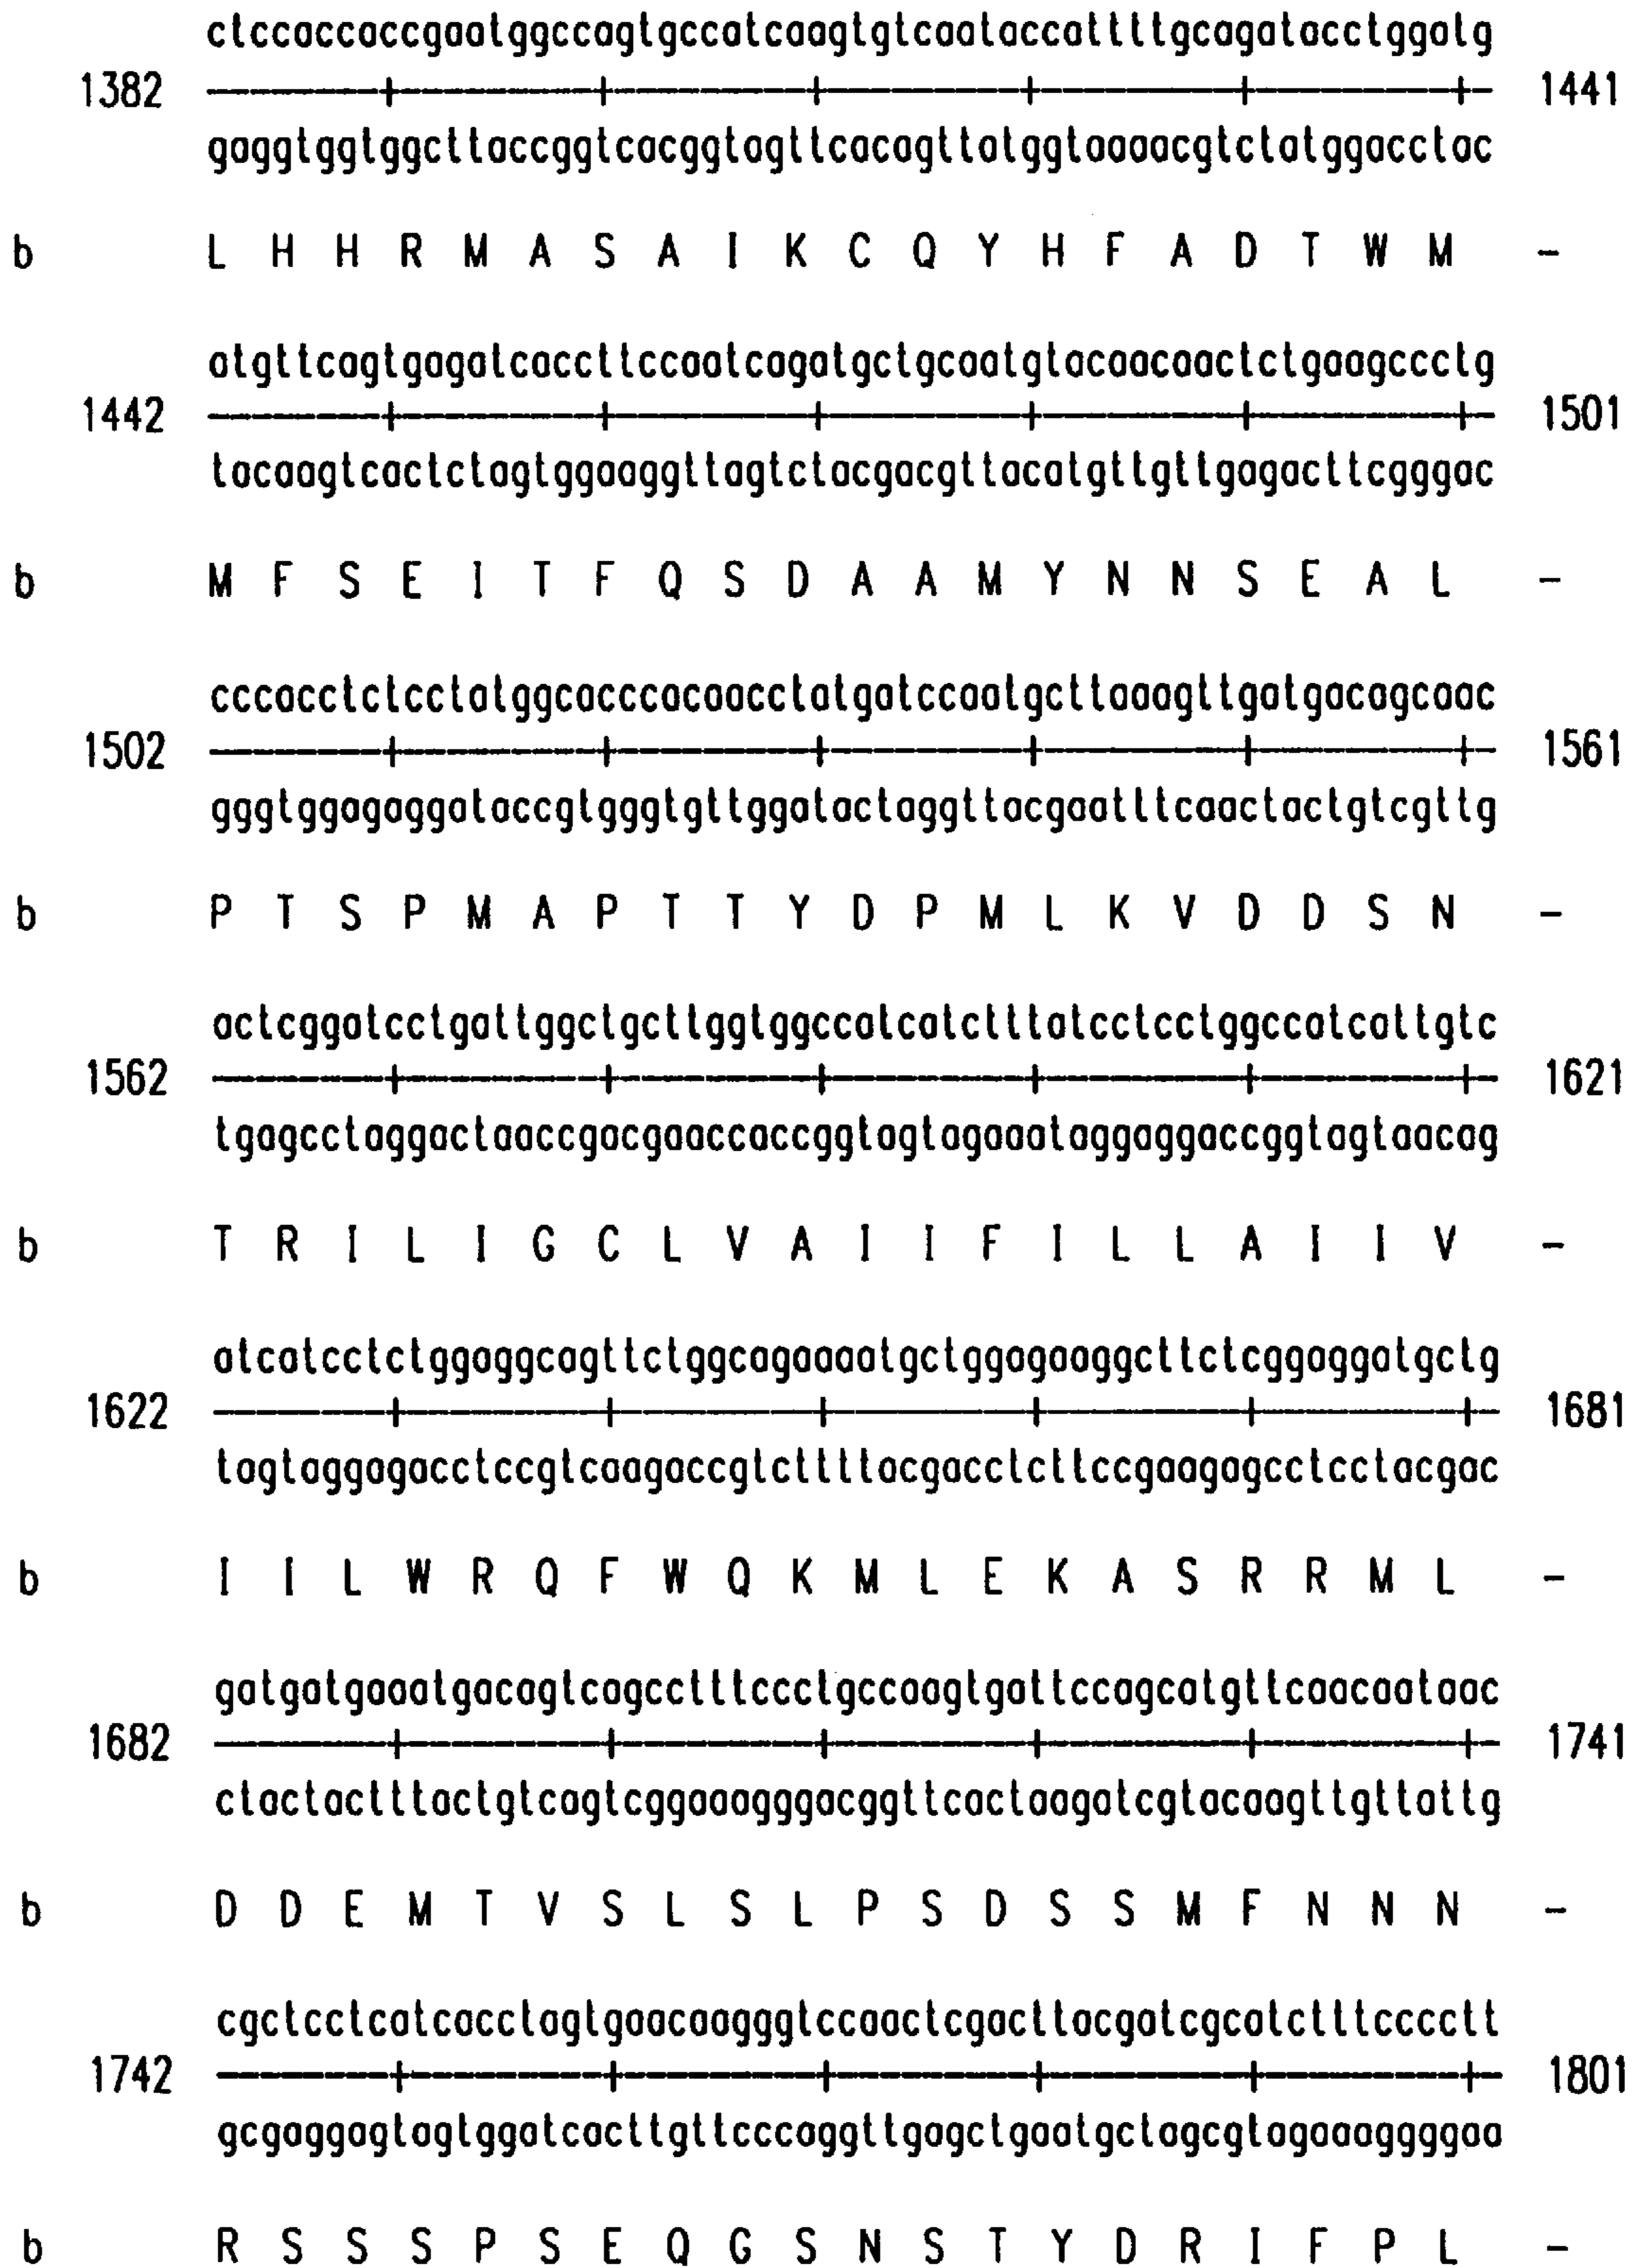 ctccaccaccgaatggccagtgccatcaagtgtcaataccattttgcagatacctggatg
1382 --------+---------+---------+---------+---------+---------+- 1441
gaggtggtggcttaccggtcacggtagttcacagttatggtaaaacgtctatggacctac
b L H H R M A S A I K C Q Y H F A D T W M -
atgttcagtgagatcaccttccaatcagatgctgcaatgtacaacaactctgaagccctg
1442 --------+---------+---------+---------+---------+---------+- 1501
tacaagtcactctagtggaaggttagtctacgacgttacatgttgttgagacttcgggac
b M F S E I T F Q S D A A M Y N N S E A L -
cccacctctcctatggcacccacaacctatgatccaatgcttaaagttgatgacagcaac
1502 --------+---------+---------+---------+---------+---------+- 1561
gggtggagaggataccgtgggtgttggatactaggttacgaatttcaactactgtcgttg
b P T S P M A P T T Y D P M L K V D D S N -
actcggatcctgattggctgcttggtggccatcatctttatcctcctggccatcattgtc
1562 --------+---------+---------+---------+---------+---------+- 1621
tgagcctaggactaaccgacgaaccaccggtagtagaaataggaggaccggtagtaacag
b T R I L I G C L V A I I F I L L A I I V -
atcatcctctggaggcagttctggcagaaaatgctggagaaggcttctcggaggatgctg
1622 --------+---------+---------+---------+---------+---------+- 1681
tagtaggagacctccgtcaagaccgtcttttacgacctcttccgaagagcctcctacgac
b I I L W R Q F W Q K M L E K A S R R M L -
gatgatgaaatgacagtcagcctttccctgccaagtgattccagcatgttcaacaataac
1682 --------+---------+---------+---------+---------+---------+- 1741
ctactactttactgtcagtcggaaagggacggttcactaagatcgtacaagttgttattg
b D D E M T V S L S L P S D S S M F N N N -
cgctcctcatcacctagtgaacaagggtccaactcgacttacgatcgcatctttcccctt
1742 --------+---------+---------+---------+---------+---------+- 1801
gcgaggagtagtggatcacttgttcccaggttgagctgaatgctagcgtagaaaggggaa
b R S S S P S E Q G S N S T Y D R I F P L -